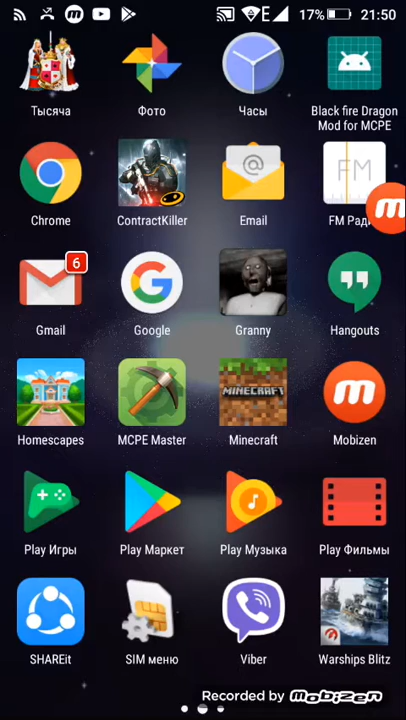 E 17% 21:50
Тысяча
Фото
Часы
Black fire Dragon
Mod for MCPE
Chrome
ContractKiller
Email
FM
FM Рад
Gmail
6
Google
Granny
Hangouts
Homescapes
MCPE Master
MINECRAFT
Minecraft
Mobizen
Play Игры
Play Маркет
Play Музыка
Play Фильмы
SHAREit
SIM меню
Viber
Warships Blitz
Recorded by Mobizen